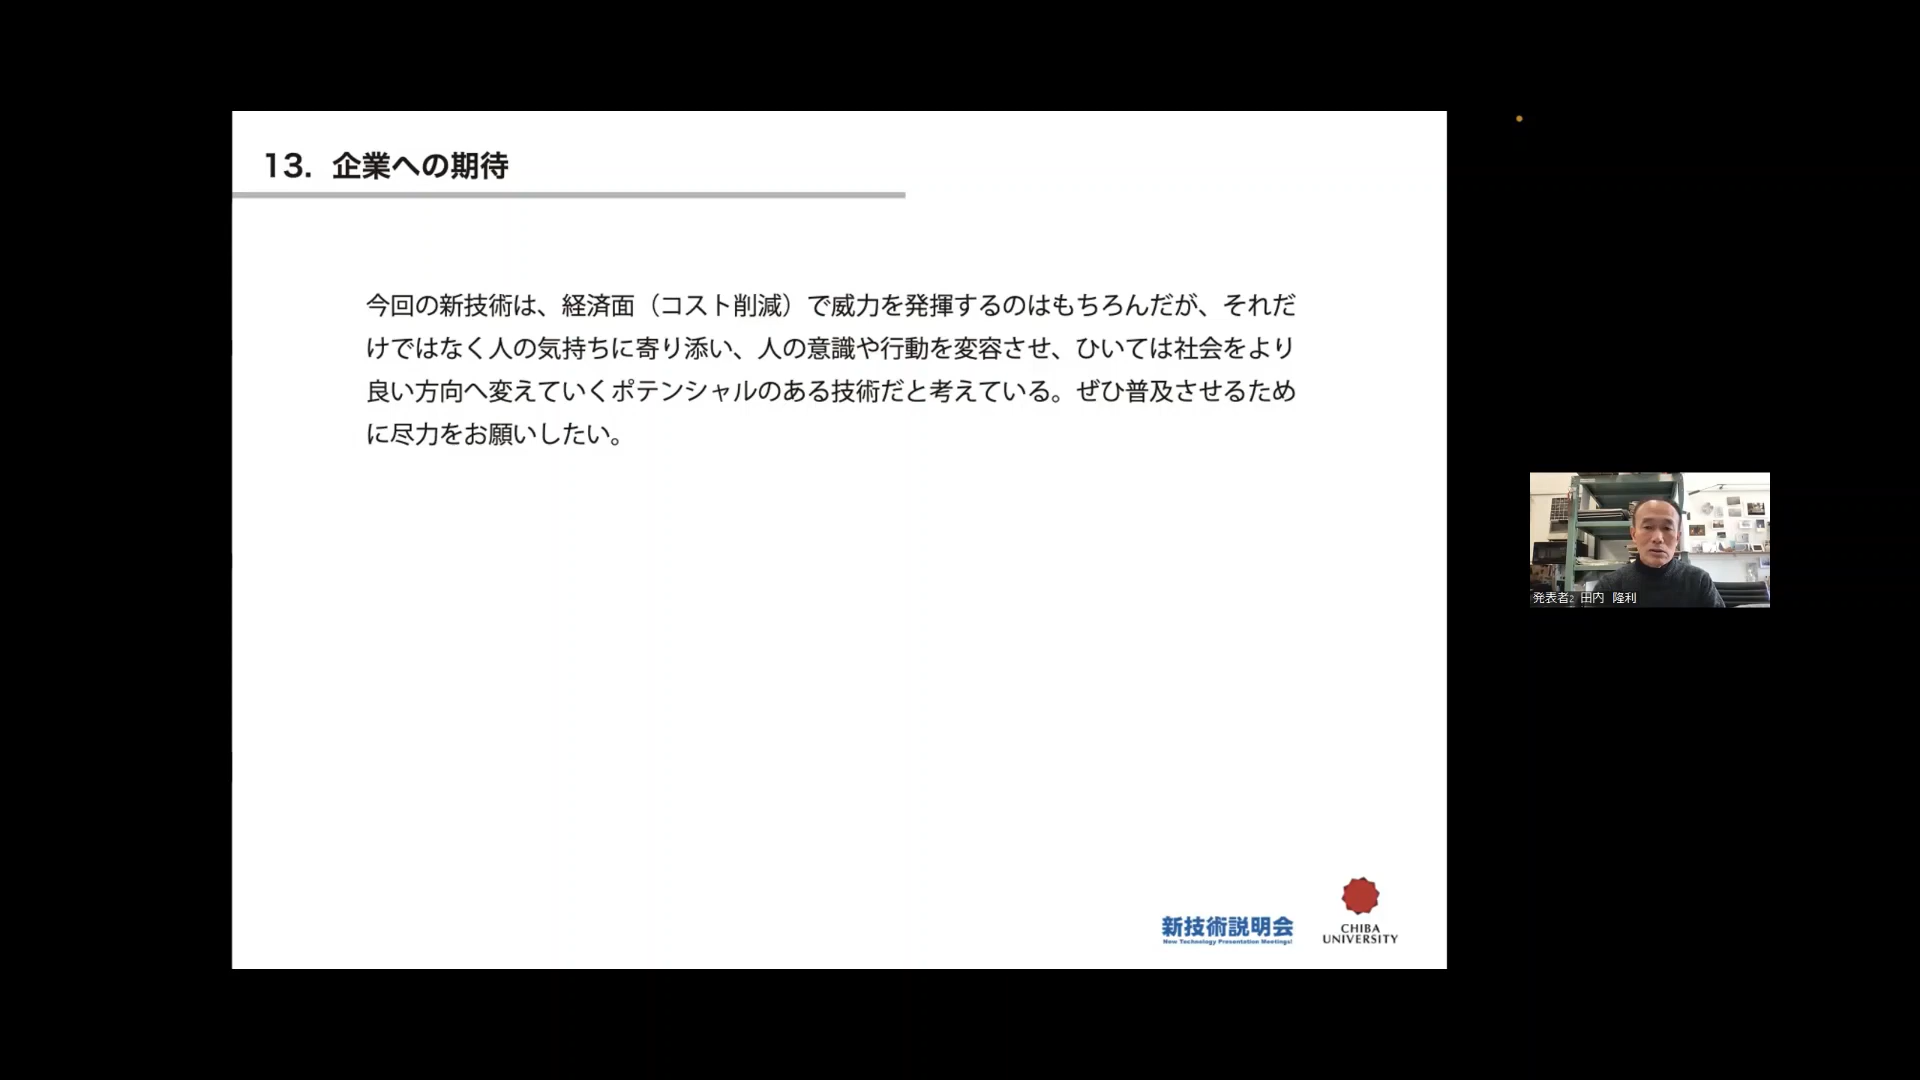 13. 企業への期待
今回の新技術は、経済面（コスト削減）で威力を発揮するのはもちろんだが、それだ
けではなく人の気持ちに寄り添い、人の意識や行動を変容させ、ひいては社会をより
良い方向へ変えていくポテンシャルのある技術だと考えている。ぜひ普及させるため
に尽力をお願いしたい。
発表者2 田内 隆利
新技術説明会
New Technology Presentation Meetings!
CHIBA
UNIVERSITY